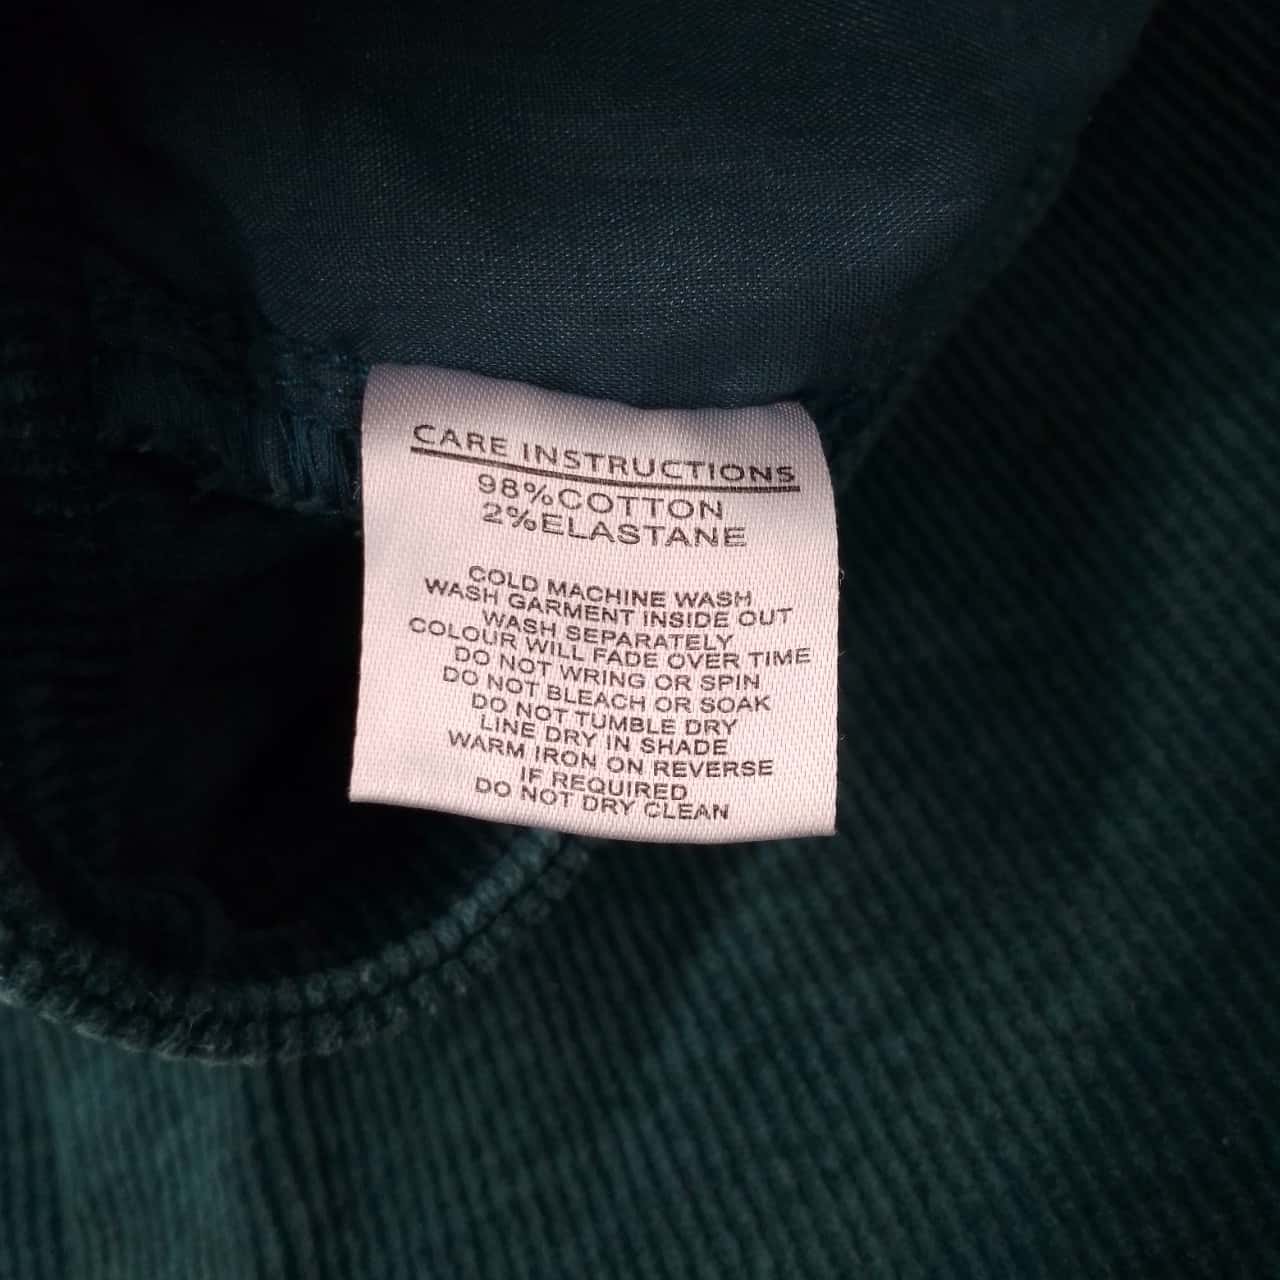 CARE INSTRUCTIONS
98%COTTON
2%ELASTANE
COLD MACHINE WASH
WASH GARMENT INSIDE OUT
WASH SEPARATELY
COLOUR WILL FADE OVER TIME
DO NOT WRING OR SPIN
DO NOT BLEACH OR SOAK
DO NOT TUMBLE DRY
LINE DRY IN SHADE
WARM IRON ON REVERSE
IF REQUIRED
DO NOT DRY CLEAN